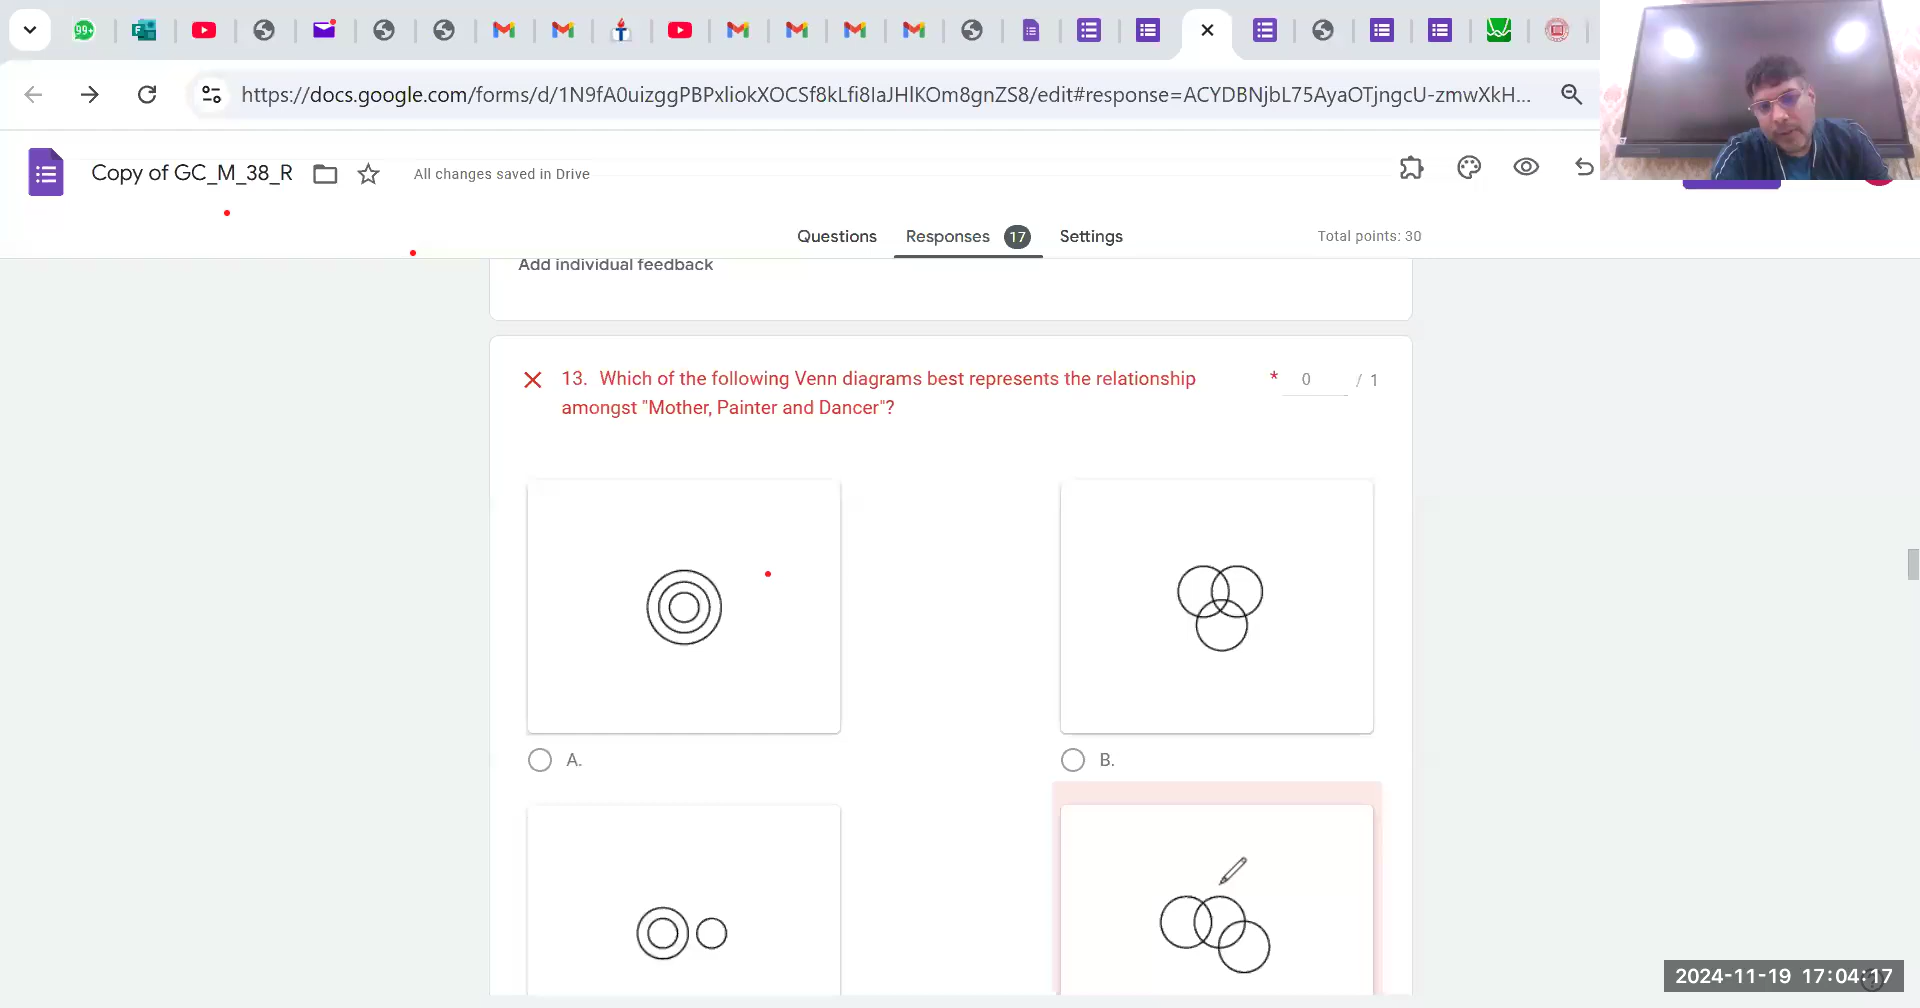 99+
https://docs.google.com/forms/d/1N9fA0uizggPBPxliokXOCSf8kLfi8IaJHlKOm8gnZS8/edit#response=ACYDBNjbL75AyaOTjngcU-zmwXkH...
Copy of GC_M_38_R
All changes saved in Drive
Questions
Responses 17
Settings
Total points: 30
Add individual feedback
13. Which of the following Venn diagrams best represents the relationship * 0 / 1
amongst "Mother, Painter and Dancer"?
A.
B.
2024-11-19 17:04:17